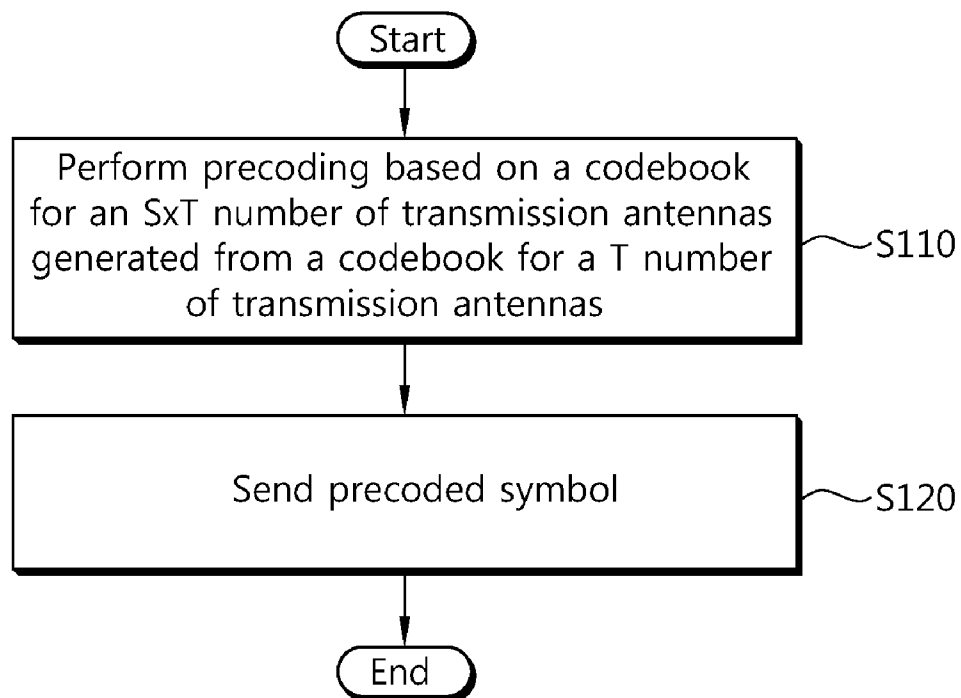 Start
Perform precoding based on a codebook
for an SxT number of transmission antennas
generated from a codebook for a T number
of transmission antennas
S110
Send precoded symbol
S120
End